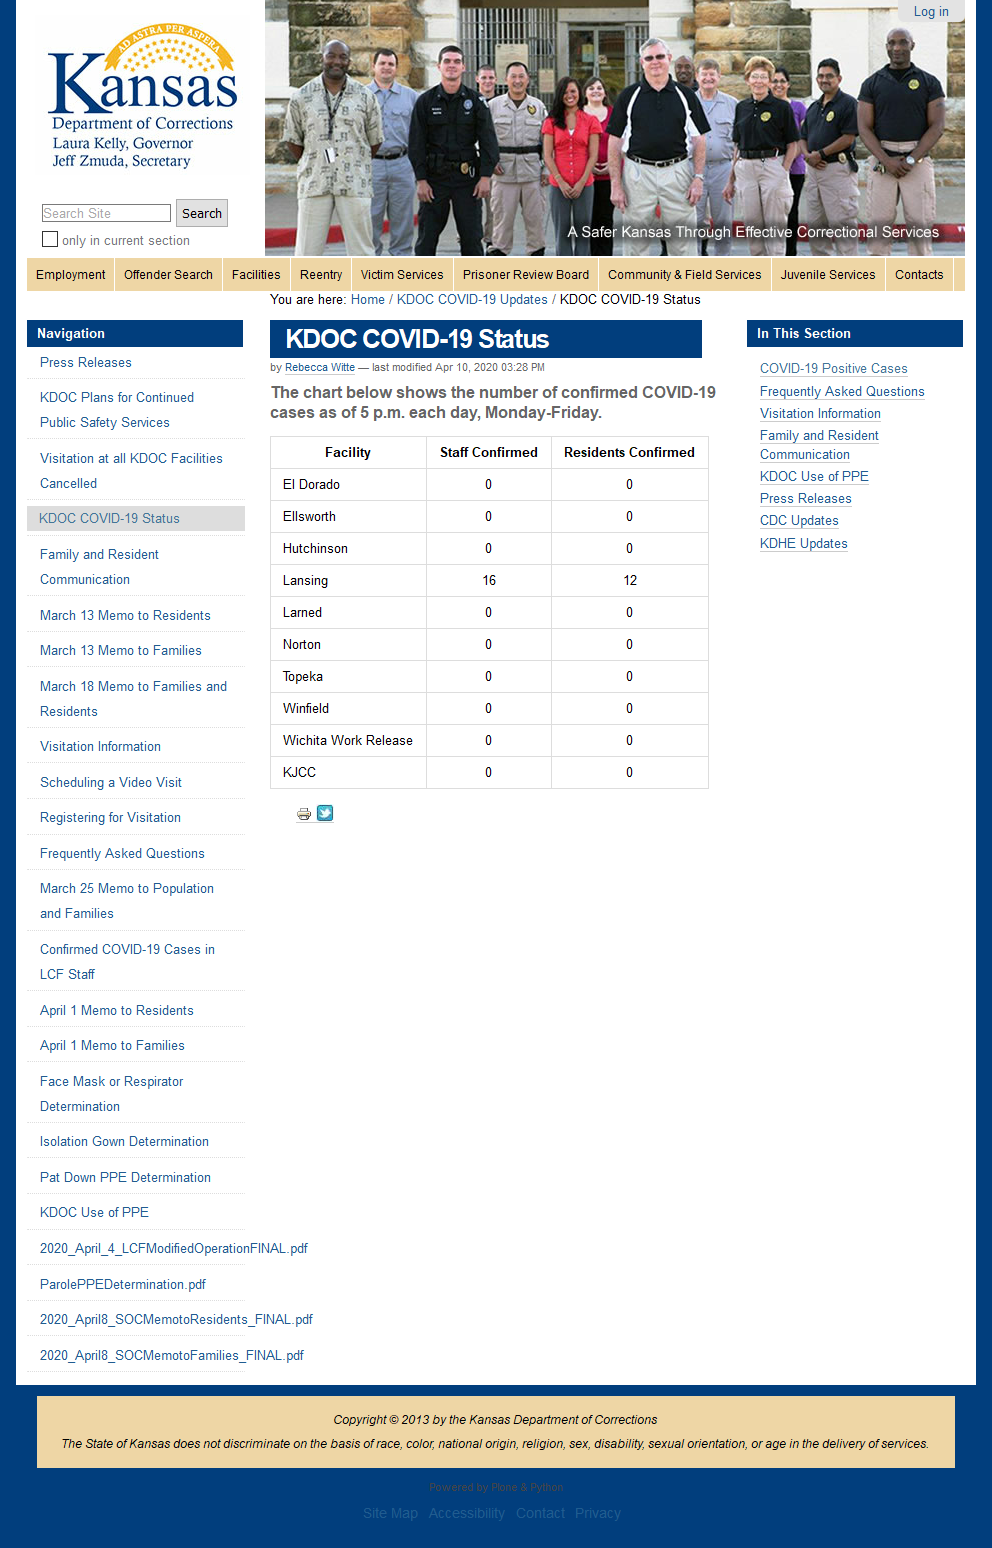 Log in
AD ASTRA PER ASPERA
Kansas
Department of Corrections
Laura Kelly, Governor
Jeff Zmuda, Secretary
Search Site
Search
only in current section
A Safer Kansas Through Effective Correctional Services
Employment Offender Search Facilities Reentry Victim Services Prisoner Review Board Community & Field Services Juvenile Services Contacts
You are here: Home / KDOC COVID-19 Updates / KDOC COVID-19 Status
Navigation
Press Releases
KDOC Plans for Continued
Public Safety Services
Visitation at all KDOC Facilities
Cancelled
KDOC COVID-19 Status
Family and Resident
Communication
March 13 Memo to Residents
March 13 Memo to Families
March 18 Memo to Families and
Residents
Visitation Information
Scheduling a Video Visit
Registering for Visitation
Frequently Asked Questions
March 25 Memo to Population
and Families
Confirmed COVID-19 Cases in
LCF Staff
April 1 Memo to Residents
April 1 Memo to Families
Face Mask or Respirator
Determination
Isolation Gown Determination
Pat Down PPE Determination
KDOC Use of PPE
2020_April_4_LCFModifiedOperationFINAL.pdf
ParolePPEDetermination.pdf
2020_April8_SOCMemotoResidents_FINAL.pdf
2020_April8_SOCMemotoFamilies_FINAL.pdf
KDOC COVID-19 Status
by Rebecca Witte — last modified Apr 10, 2020 03:28 PM
The chart below shows the number of confirmed COVID-19
cases as of 5 p.m. each day, Monday-Friday.
Facility Staff Confirmed Residents Confirmed
El Dorado 0 0
Ellsworth 0 0
Hutchinson 0 0
Lansing 16 12
Larned 0 0
Norton 0 0
Topeka 0 0
Winfield 0 0
Wichita Work Release 0 0
KJCC 0 0
In This Section
COVID-19 Positive Cases
Frequently Asked Questions
Visitation Information
Family and Resident
Communication
KDOC Use of PPE
Press Releases
CDC Updates
KDHE Updates
Copyright © 2013 by the Kansas Department of Corrections
The State of Kansas does not discriminate on the basis of race, color, national origin, religion, sex, disability, sexual orientation, or age in the delivery of services.
Powered by Plone & Python
Site Map Accessibility Contact Privacy